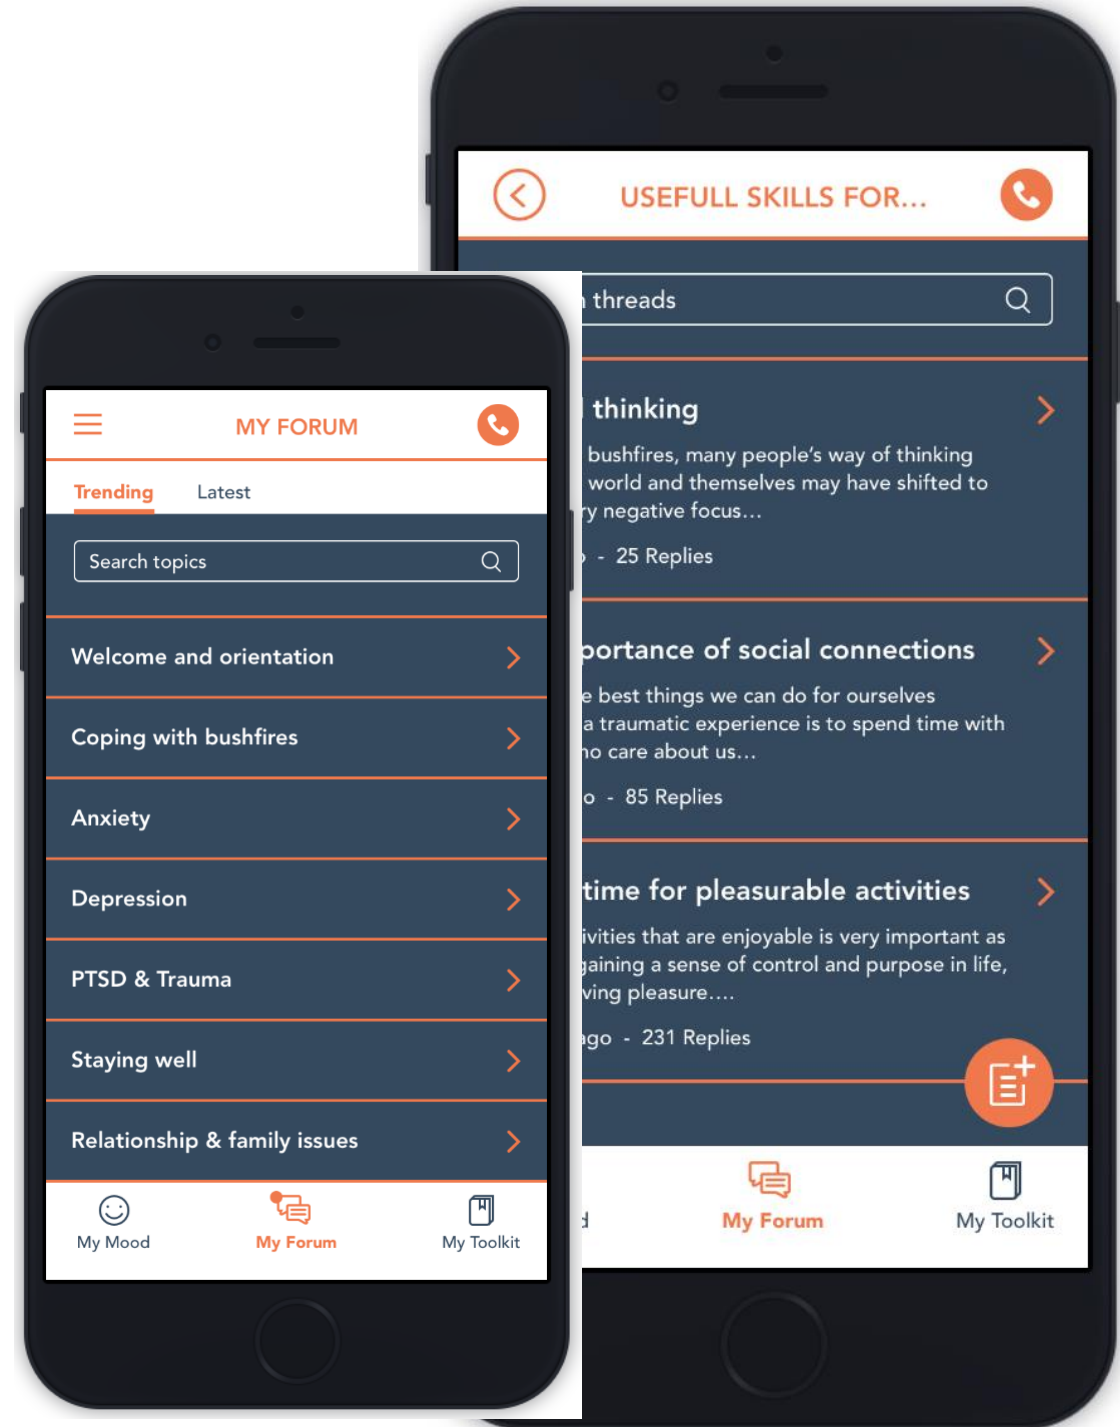 MY FORUM
Trending
Latest
Search topics
Welcome and orientation
Coping with bushfires
Anxiety
Depression
PTSD & Trauma
Staying well
Relationship & family issues
My Mood
My Forum
My Toolkit
USEFULL SKILLS FOR...
threads
thinking
bushfires, many people's way of thinking
world and themselves may have shifted to
negative focus...
- 25 Replies
of social connections
best things we can do for ourselves
a traumatic experience is to spend time with
care about us...
- 85 Replies
time for pleasurable activities
that are enjoyable is very important as
a sense of control and purpose in life,
pleasure....
ago - 231 Replies
My Forum
My Toolkit